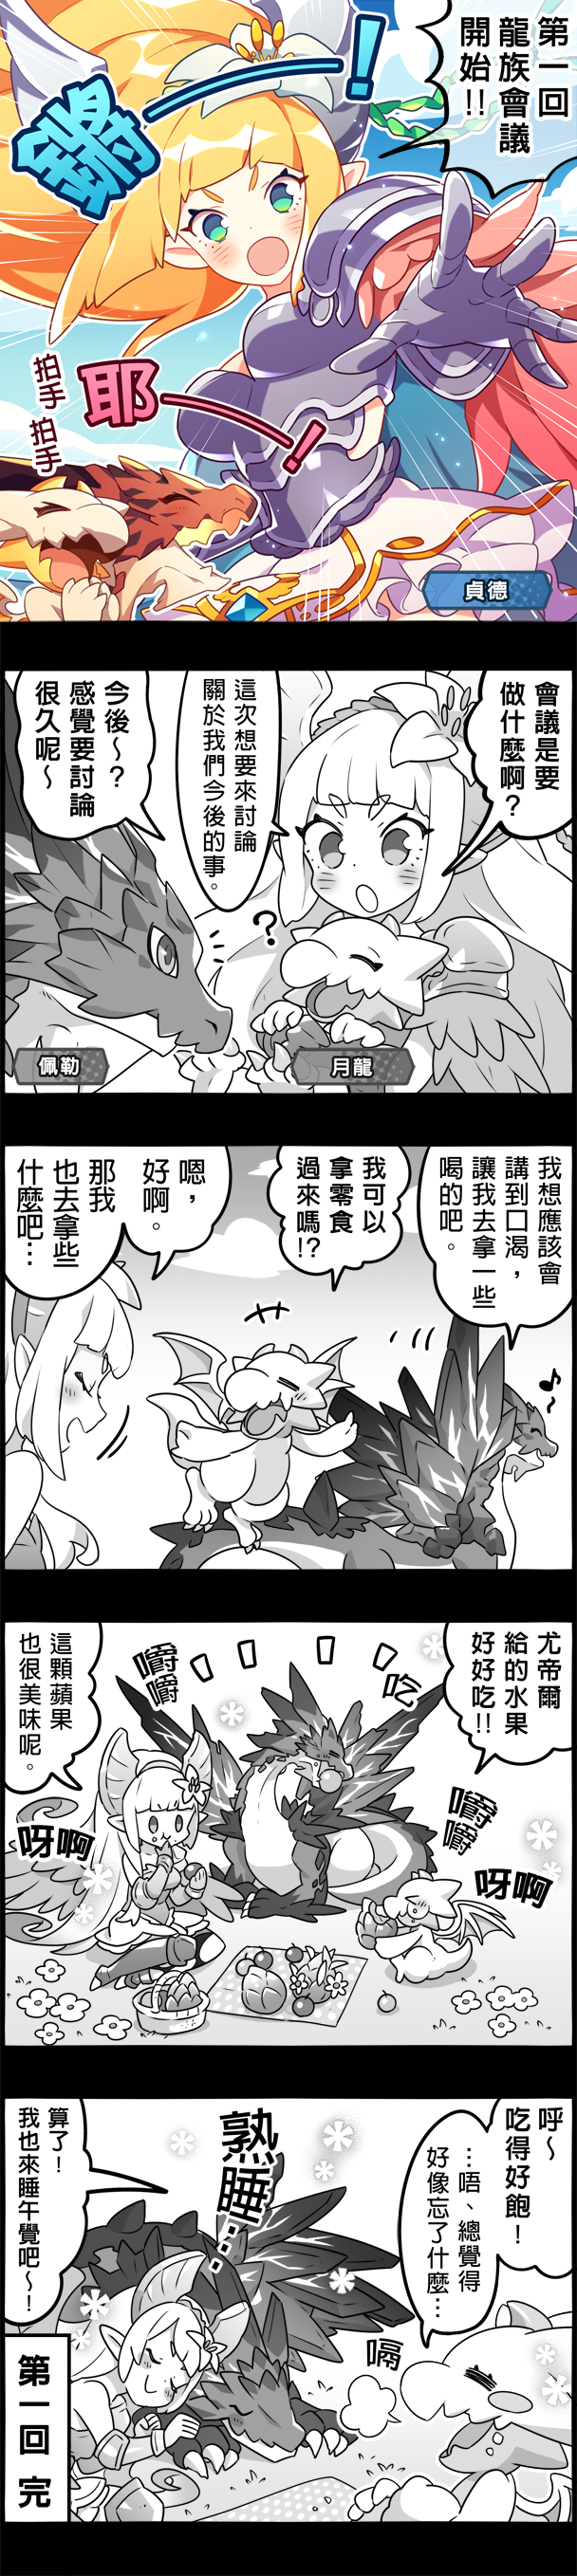 第一回
龍族會議
開始!!
鏘—!
耶—!
拍手
拍手
貞德
會議是要
做什麼啊?
這次想要來討論
關於我們今後的事。
今後~?
感覺要討論
很久呢~
?
佩勒
月龍
我想應該會
講到口渴,
讓我去拿一些
喝的吧。
我可以
拿零食
過來嗎!?
嗯,
好啊。
那我
也去拿些
什麼吧…
♪~
尤帝爾
給的水果
好好吃!!
吃
嚼嚼
這顆蘋果
也很美味呢。
嚼嚼
呀啊
呀啊
呼~
吃得好飽!
…唔、總覺得
好像忘了什麼…
嗝
熟睡……
算了!
我也來睡午覺吧~!
第一回 完